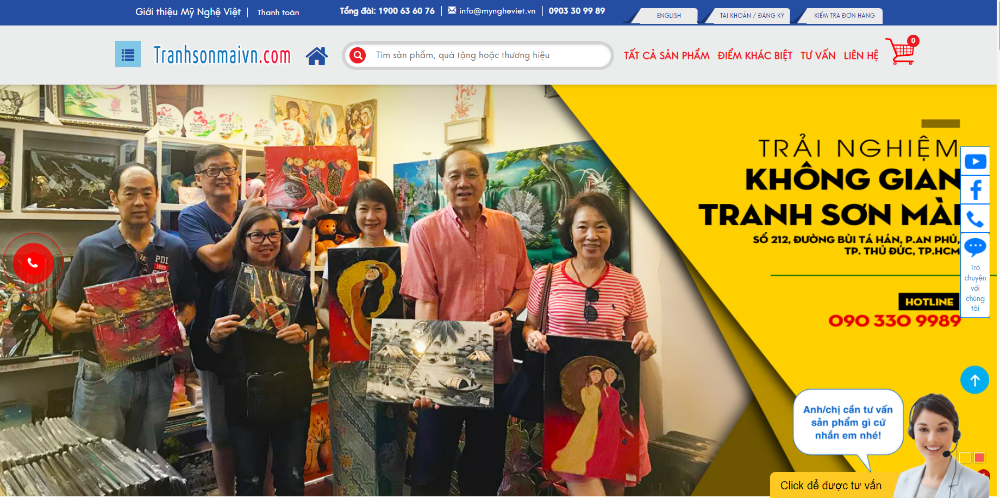 Giới thiệu Mỹ Nghệ Việt
Thanh toán
Tổng đài: 1900 63 60 76
info@myngheviet.vn
0903 30 99 89
ENGLISH
TÀI KHOẢN / ĐĂNG KÝ
KIỂM TRA ĐƠN HÀNG
Tranhsonmaivn.com
Tìm sản phẩm, quà tặng hoặc thương hiệu
TẤT CẢ SẢN PHẨM
ĐIỂM KHÁC BIỆT
TƯ VẤN
LIÊN HỆ
0
TRẢI NGHIỆM
KHÔNG GIAN
TRANH SƠN MÀI
SỐ 212, ĐƯỜNG BÙI TÁ HÁN, P.AN PHÚ,
TP. THỦ ĐỨC, TP.HCM
HOTLINE
090 330 9989
PDI
1989
Trò
chuyện
với
chúng
tôi
Anh/chị cần tư vấn
sản phẩm gì cứ
nhắn em nhé!
Click để được tư vấn